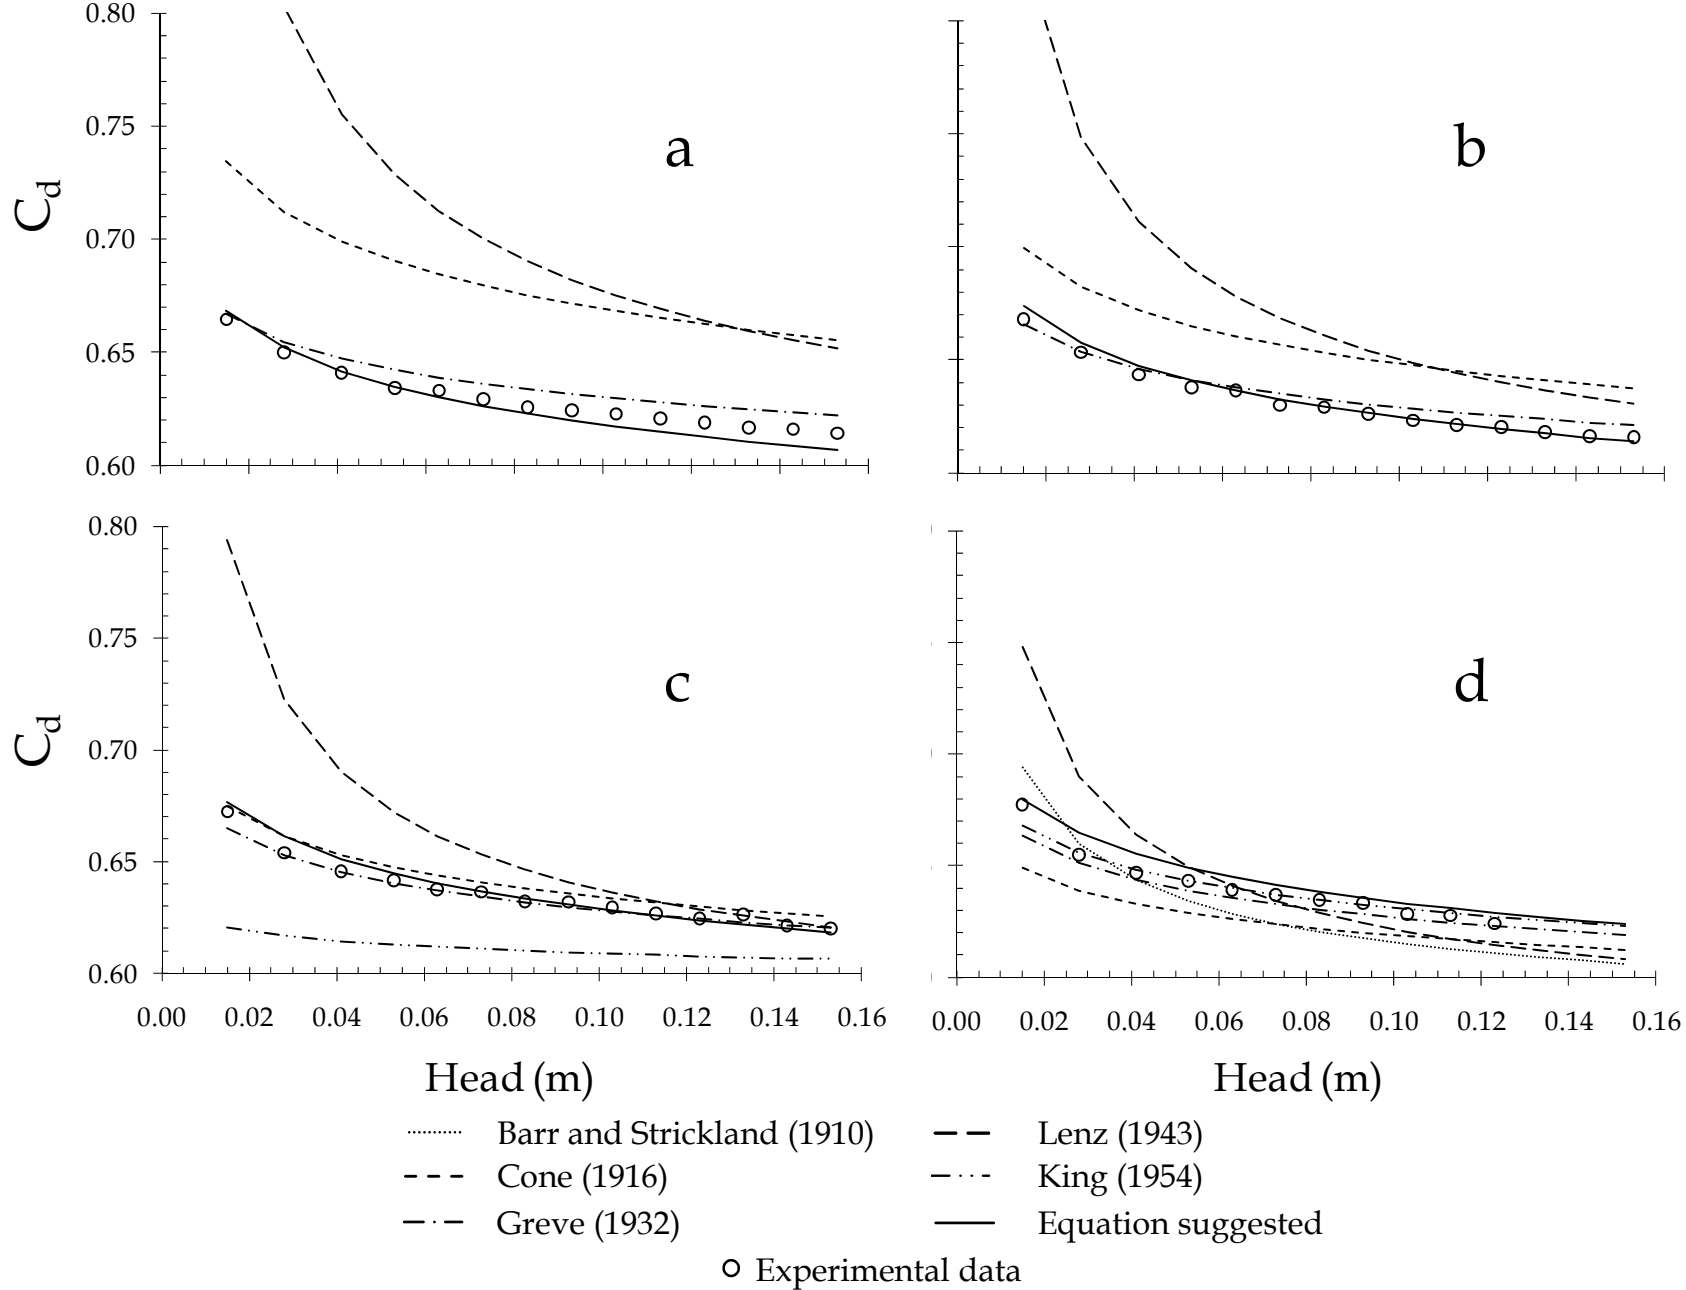 0.80
0.75
0.70
0.65
0.60
C_d
a
b
0.80
0.75
0.70
0.65
0.60
C_d
c
d
0.00 0.02 0.04 0.06 0.08 0.10 0.12 0.14 0.16
0.00 0.02 0.04 0.06 0.08 0.10 0.12 0.14 0.16
Head (m)
Head (m)
Barr and Strickland (1910)
Lenz (1943)
Cone (1916)
King (1954)
Greve (1932)
Equation suggested
Experimental data